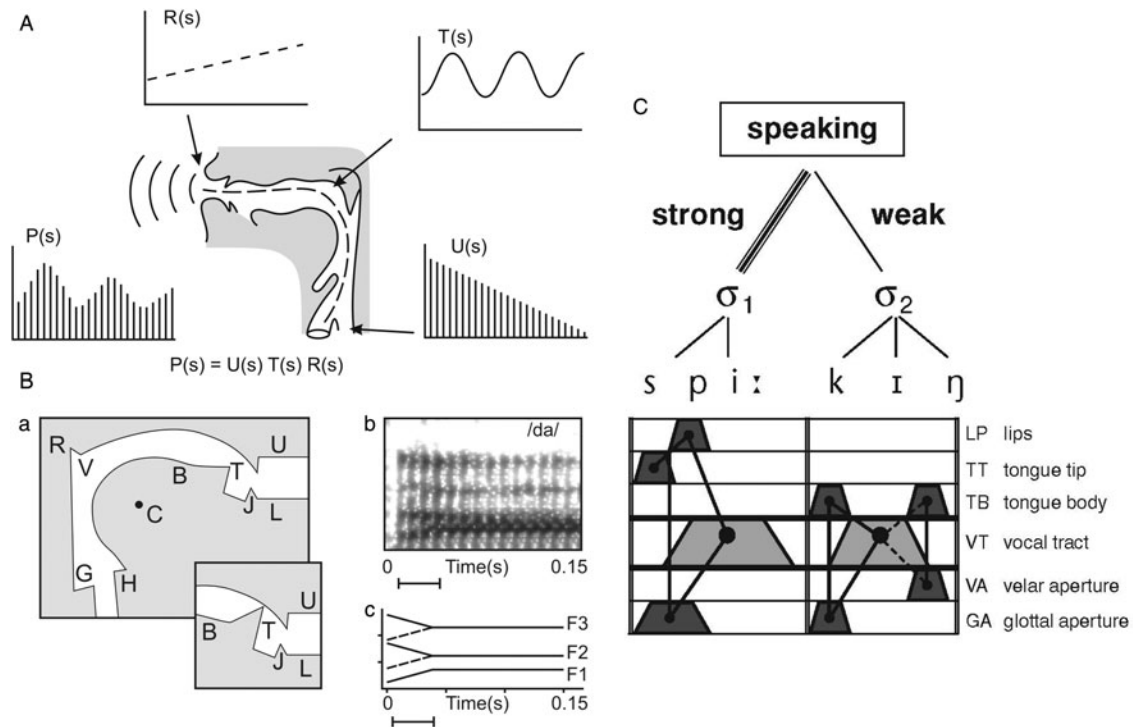 A
R(s)
T(s)
P(s)
U(s)
P(s) = U(s) T(s) R(s)
B
a
R
V
B
T
U
J
L
C
G
H
U
B
T
J
L
b
/da/
0
Time(s)
0.15
c
F3
F2
F1
0
Time(s)
0.15
C
speaking
strong
weak
σ1
σ2
s p iː k ɪ ŋ
LP lips
TT tongue tip
TB tongue body
VT vocal tract
VA velar aperture
GA glottal aperture